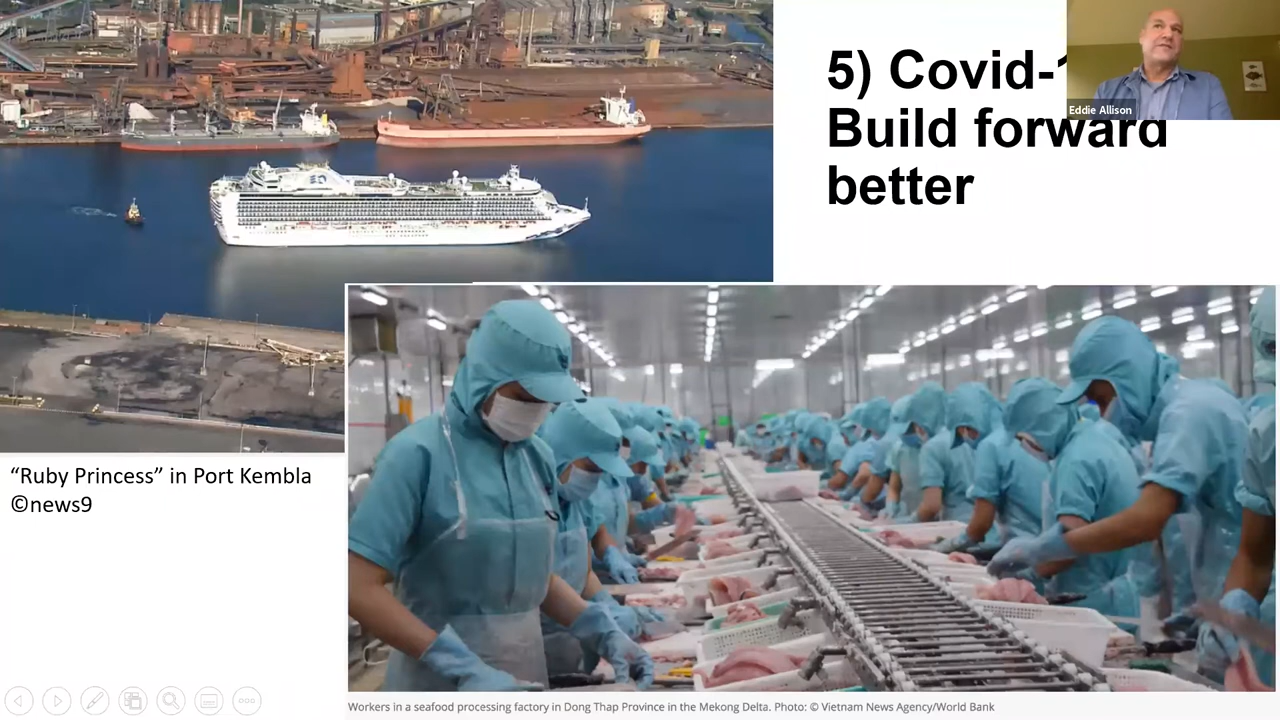 5) Covid-1
Build forward
better
Eddie Allison
“Ruby Princess” in Port Kembla
©news9
Workers in a seafood processing factory in Dong Thap Province in the Mekong Delta. Photo: © Vietnam News Agency/World Bank